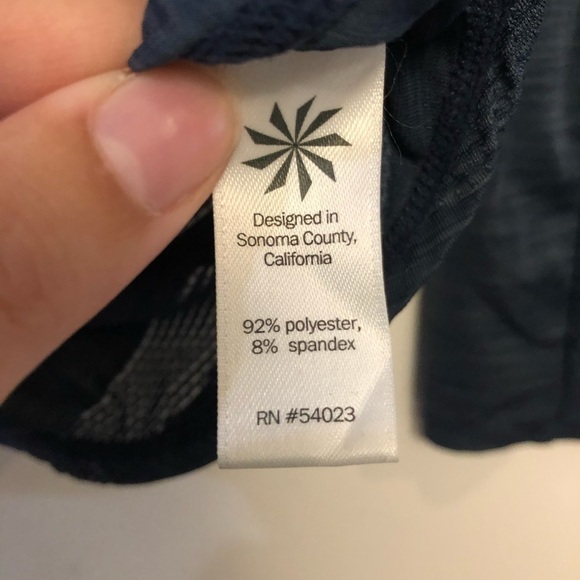 Designed in
Sonoma County,
California
92% polyester,
8% spandex
RN #54023